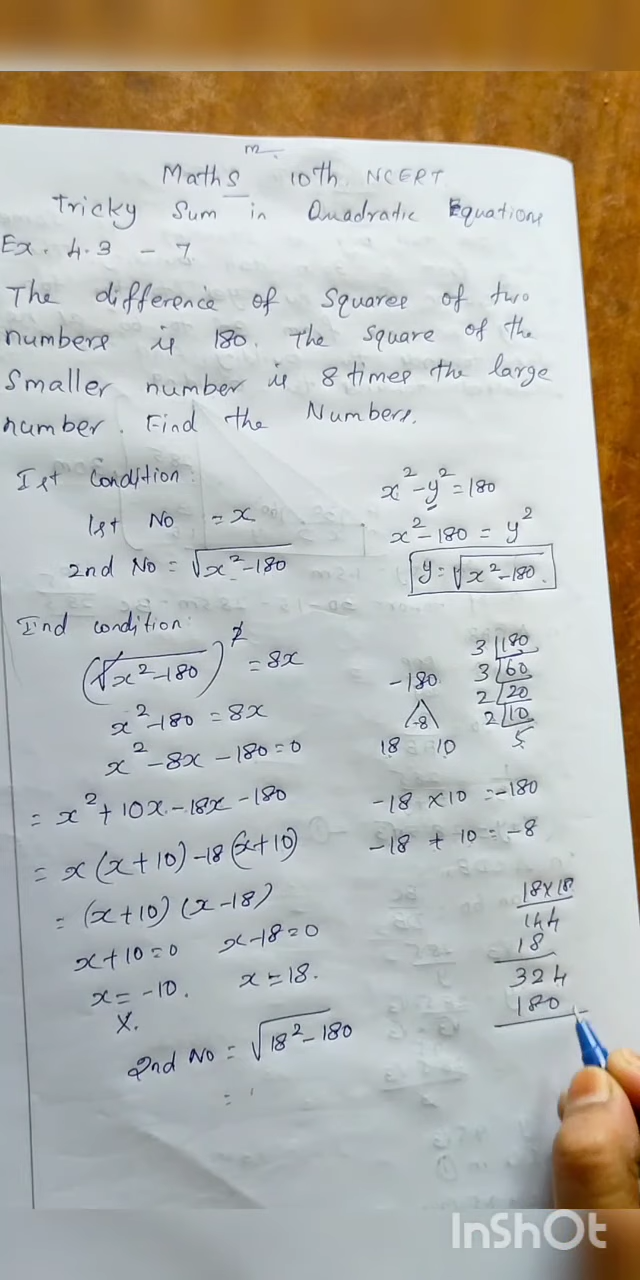 m
Maths 10th NCERT
Tricky Sum in Quadratic Equations
Ex. 4.3 - 7.
The difference of Squares of two
numbers is 180. The Square of the
Smaller number is 8 times the large
number. Find the Numbers.
Ist Condition:
1st No = x
2nd No = √x²-180
x²-y²=180
x²-180 = y²
y=√x²-180.
IInd condition:
(√x²-180)² = 8x
x²-180 = 8x
x²-8x-180=0
= x²+10x-18x-180
= x(x+10)-18(x+10)
= (x+10)(x-18)
x+10=0 x-18=0
x=-10. x=18.
X.
2nd No = √18²-180
=
3 180
3 60
2 20
2 10
5
-180
-8
18 10
-18 × 10 = -180
-18 + 10 = -8
18×18
144
18
324
180
InShOt